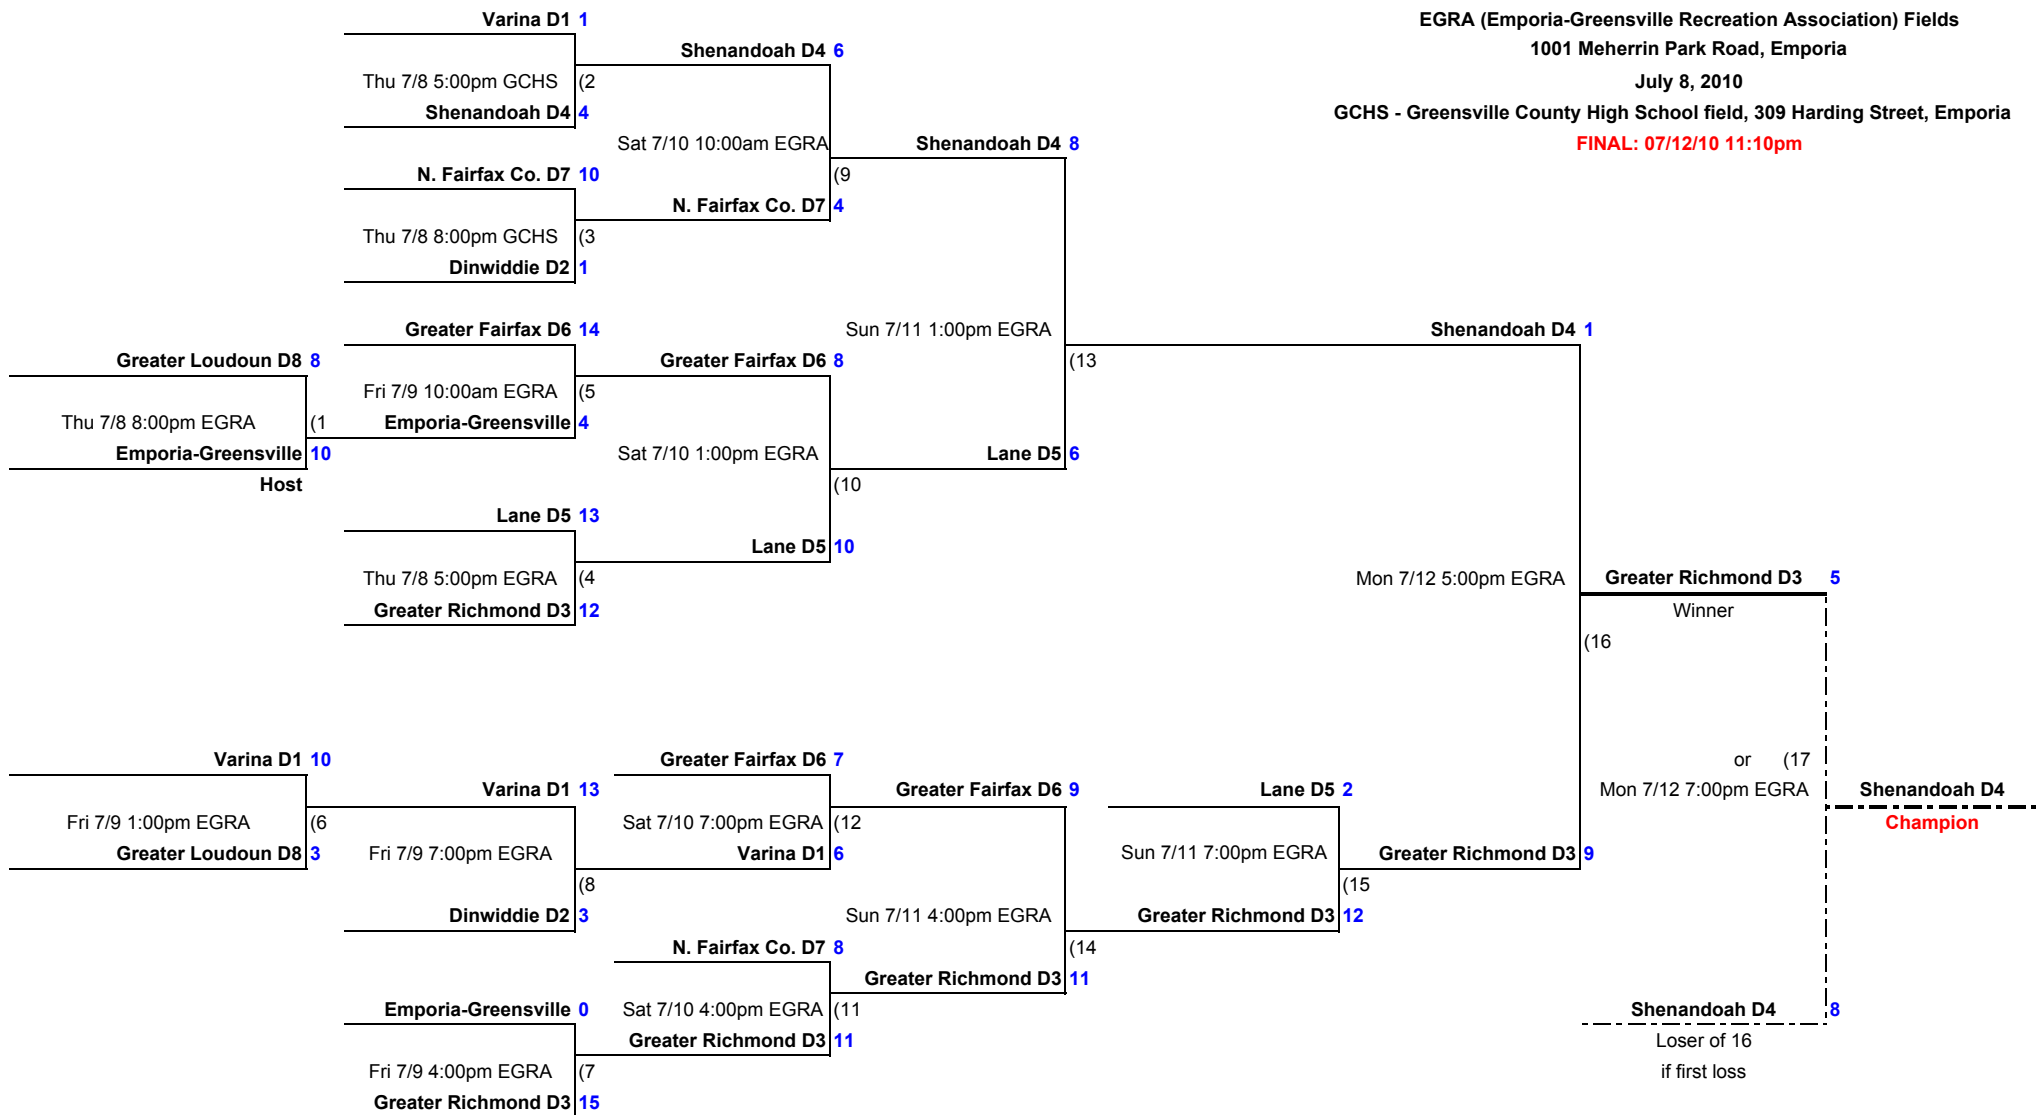 EGRA (Emporia-Greensville Recreation Association) Fields
1001 Meherrin Park Road, Emporia
July 8, 2010
GCHS - Greensville County High School field, 309 Harding Street, Emporia
FINAL: 07/12/10 11:10pm
Varina D1 1
Thu 7/8 5:00pm GCHS (2
Shenandoah D4 4
Shenandoah D4 6
Sat 7/10 10:00am EGRA
(9
N. Fairfax Co. D7 10
N. Fairfax Co. D7 4
Thu 7/8 8:00pm GCHS (3
Dinwiddie D2 1
Shenandoah D4 8
Sun 7/11 1:00pm EGRA
(13
Greater Fairfax D6 14
Greater Loudoun D8 8
Greater Fairfax D6 8
Fri 7/9 10:00am EGRA (5
Thu 7/8 8:00pm EGRA (1
Emporia-Greensville 4
Emporia-Greensville 10
Host
Sat 7/10 1:00pm EGRA
(10
Lane D5 6
Lane D5 13
Lane D5 10
Thu 7/8 5:00pm EGRA (4
Greater Richmond D3 12
Shenandoah D4 1
Mon 7/12 5:00pm EGRA
(16
Greater Richmond D3 5
Winner
Varina D1 10
Fri 7/9 1:00pm EGRA (6
Greater Loudoun D8 3
Varina D1 13
Fri 7/9 7:00pm EGRA
(8
Dinwiddie D2 3
Greater Fairfax D6 7
Sat 7/10 7:00pm EGRA (12
Varina D1 6
Greater Fairfax D6 9
Sun 7/11 4:00pm EGRA
(14
N. Fairfax Co. D7 8
Greater Richmond D3 11
Emporia-Greensville 0
Sat 7/10 4:00pm EGRA (11
Greater Richmond D3 11
Fri 7/9 4:00pm EGRA (7
Greater Richmond D3 15
Lane D5 2
Sun 7/11 7:00pm EGRA
(15
Greater Richmond D3 12
Greater Richmond D3 9
or (17
Mon 7/12 7:00pm EGRA
Shenandoah D4
Champion
Shenandoah D4 8
Loser of 16
if first loss